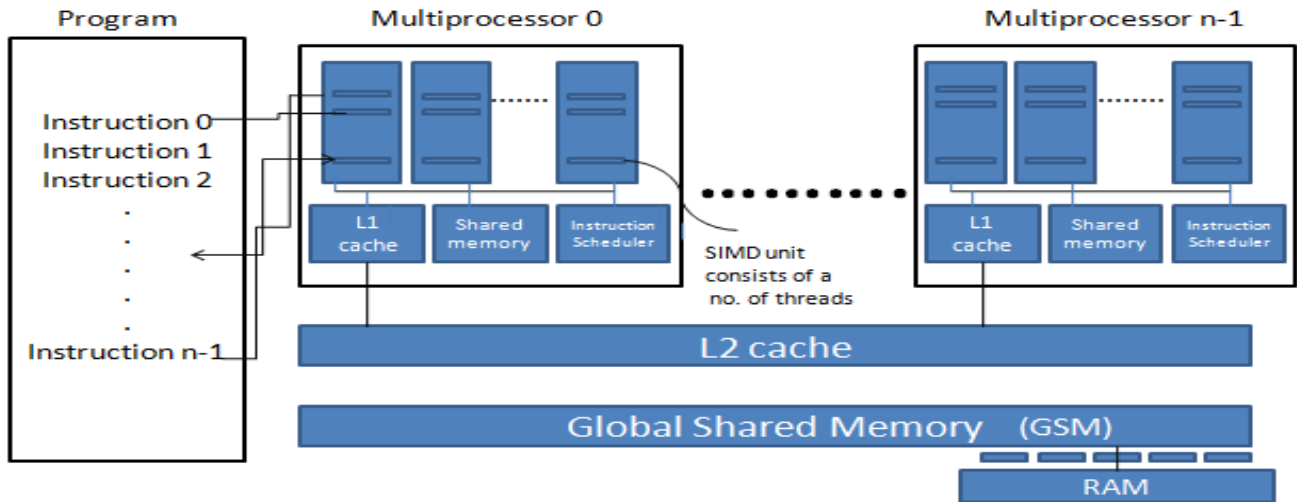 Program
Multiprocessor 0
Multiprocessor n-1
Instruction 0
Instruction 1
Instruction 2
Instruction n-1
L1
cache
Shared
memory
Instruction
Scheduler
SIMD unit
consists of a
no. of threads
L1
cache
Shared
memory
Instruction
Scheduler
L2 cache
Global Shared Memory (GSM)
RAM